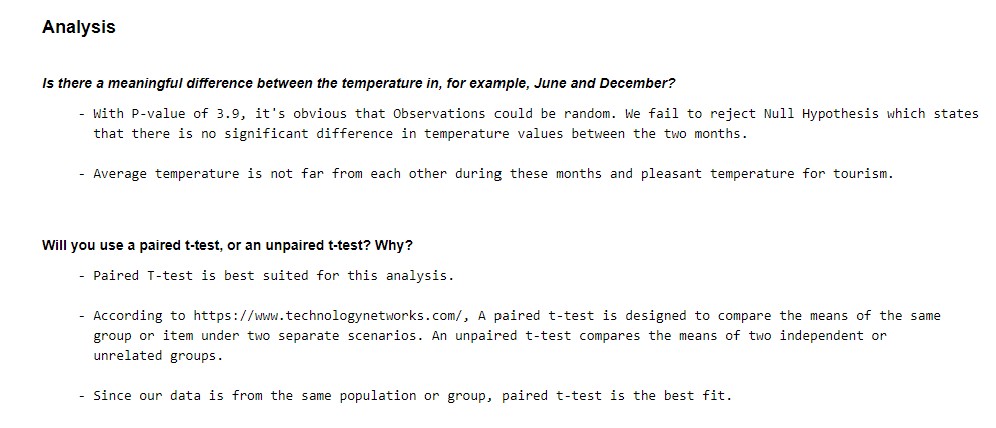 Analysis
Is there a meaningful difference between the temperature in, for example, June and December?
- With P-value of 3.9, it's obvious that Observations could be random. We fail to reject Null Hypothesis which states
that there is no significant difference in temperature values between the two months.
- Average temperature is not far from each other during these months and pleasant temperature for tourism.
Will you use a paired t-test, or an unpaired t-test? Why?
- Paired T-test is best suited for this analysis.
- According to https://www.technologynetworks.com/, A paired t-test is designed to compare the means of the same
group or item under two separate scenarios. An unpaired t-test compares the means of two independent or
unrelated groups.
- Since our data is from the same population or group, paired t-test is the best fit.